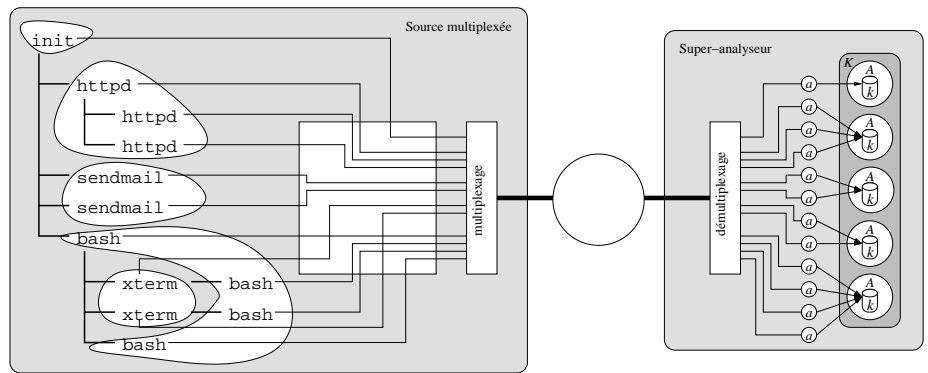 Source multiplexée
init
httpd
httpd
httpd
sendmail
sendmail
bash
xterm bash
xterm bash
bash
multiplexage
Super−analyseur
démultiplexage
K
a
a
a
a
a
a
a
a
a
a
a
a
A
k
A
k
A
k
A
k
A
k